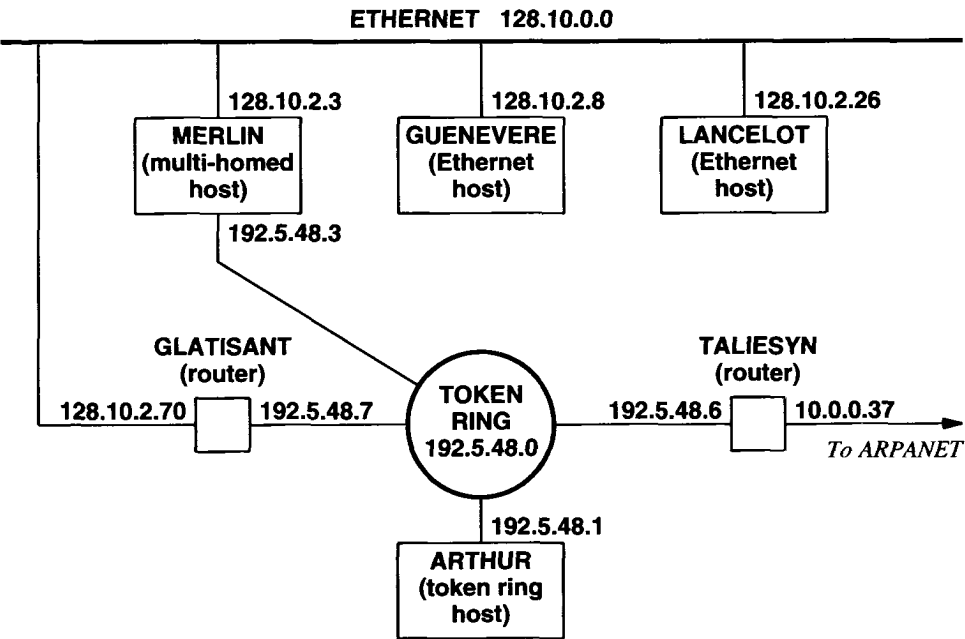 ETHERNET 128.10.0.0
128.10.2.3
128.10.2.8
128.10.2.26
MERLIN
(multi-homed
host)
GUENEVERE
(Ethernet
host)
LANCELOT
(Ethernet
host)
192.5.48.3
GLATISANT
(router)
TALIESYN
(router)
128.10.2.70
192.5.48.7
TOKEN
RING
192.5.48.0
192.5.48.6
10.0.0.37
To ARPANET
192.5.48.1
ARTHUR
(token ring
host)